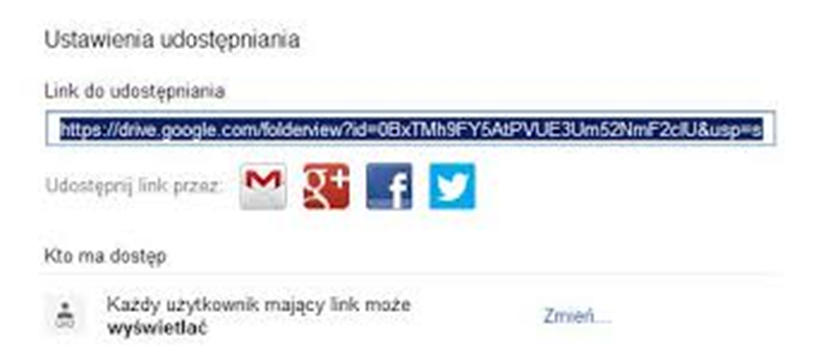 Ustawienia udostępniania
Link do udostępniania
https://drive.google.com/folderview?id=0BxTMh9FY5AtPVUE3Um52NmF2clU&usp=s
Udostępnij link przez:
Kto ma dostęp
Każdy użytkownik mający link może
wyświetlać
Zmień...